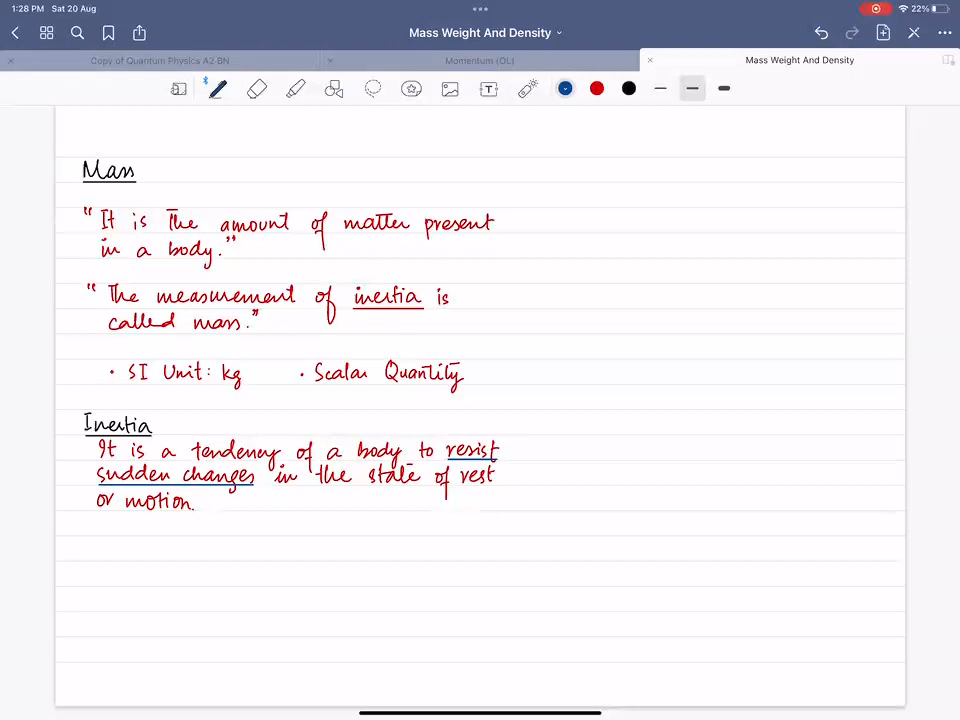 1:28 PM Sat 20 Aug
22%
Mass Weight And Density
Copy of Quantum Physics A2 BN
Momentum (OL)
Mass Weight And Density
T
Mass
"It is the amount of matter present
in a body."
"The measurement of inertia is
called mass."
• SI Unit: kg • Scalar Quantity
Inertia
It is a tendency of a body to resist
sudden changes in the state of rest
or motion.